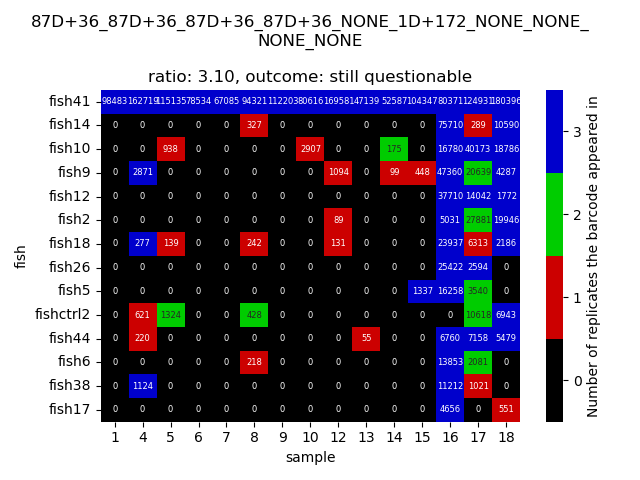 87D+36_87D+36_87D+36_87D+36_NONE_1D+172_NONE_NONE_
NONE_NONE
ratio: 3.10, outcome: still questionable
fish41 98483162719115135 78534 67085 94321 1122038061616958147139 52587104347 80371124931180396
fish14 0 0 0 0 0 327 0 0 0 0 0 0 75710 289 10590
fish10 0 0 938 0 0 0 0 2907 0 0 175 0 16780 40173 18786
fish9 0 2871 0 0 0 0 0 0 1094 0 99 448 47360 20639 4287
fish12 0 0 0 0 0 0 0 0 0 0 0 0 37710 14042 1772
fish2 0 0 0 0 0 0 0 0 89 0 0 0 5031 27881 19946
fish18 0 277 139 0 0 242 0 0 131 0 0 0 23937 6313 2186
fish26 0 0 0 0 0 0 0 0 0 0 0 0 25422 2594 0
fish5 0 0 0 0 0 0 0 0 0 0 0 1337 16258 3540 0
fishctrl2 0 621 1324 0 0 428 0 0 0 0 0 0 0 10618 6943
fish44 0 220 0 0 0 0 0 0 0 55 0 0 6760 7158 5479
fish6 0 0 0 0 0 218 0 0 0 0 0 0 13853 2081 0
fish38 0 1124 0 0 0 0 0 0 0 0 0 0 11212 1021 0
fish17 0 0 0 0 0 0 0 0 0 0 0 0 4656 0 551
1 4 5 6 7 8 9 10 12 13 14 15 16 17 18
sample
fish
3
2
1
0
Number of replicates the barcode appeared in